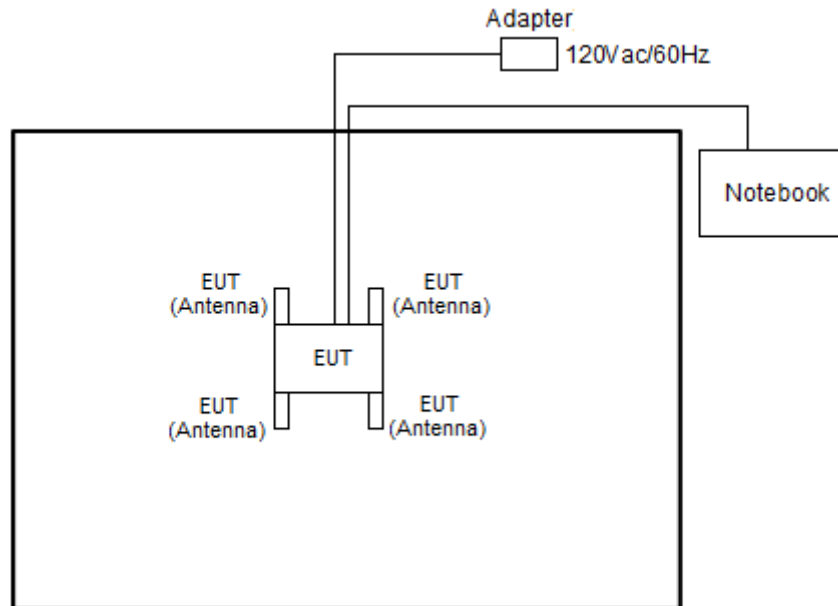 Adapter
120Vac/60Hz
Notebook
EUT
(Antenna)
EUT
(Antenna)
EUT
EUT
(Antenna)
EUT
(Antenna)